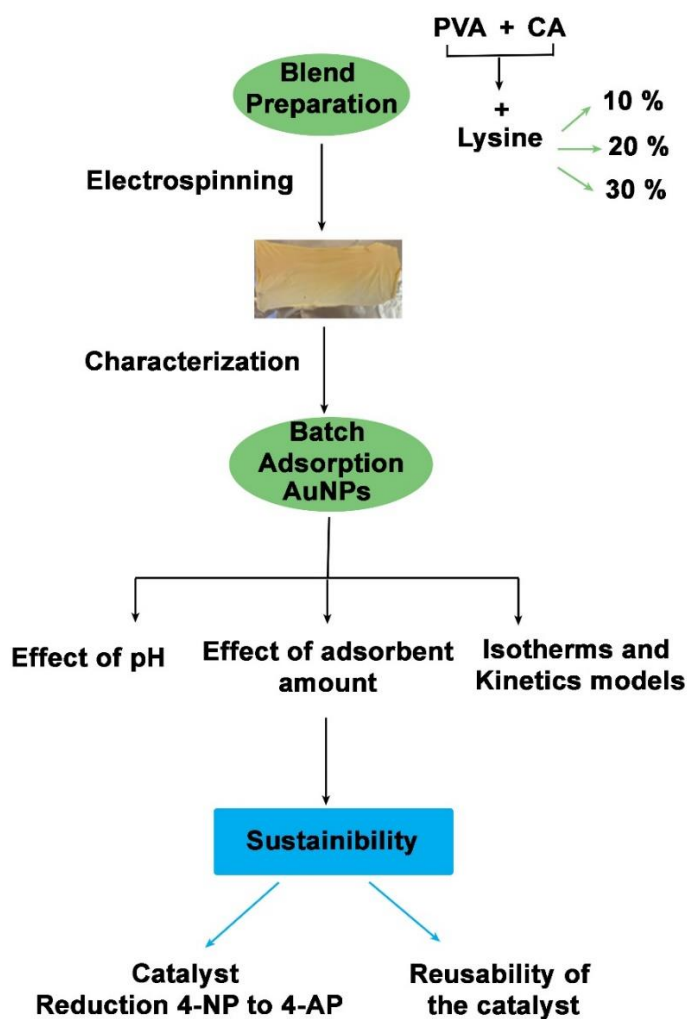 PVA + CA
Blend
Preparation
+
Lysine
10 %
20 %
30 %
Electrospinning
Characterization
Batch
Adsorption
AuNPs
Effect of pH
Effect of adsorbent
amount
Isotherms and
Kinetics models
Sustainibility
Catalyst
Reduction 4-NP to 4-AP
Reusability of
the catalyst